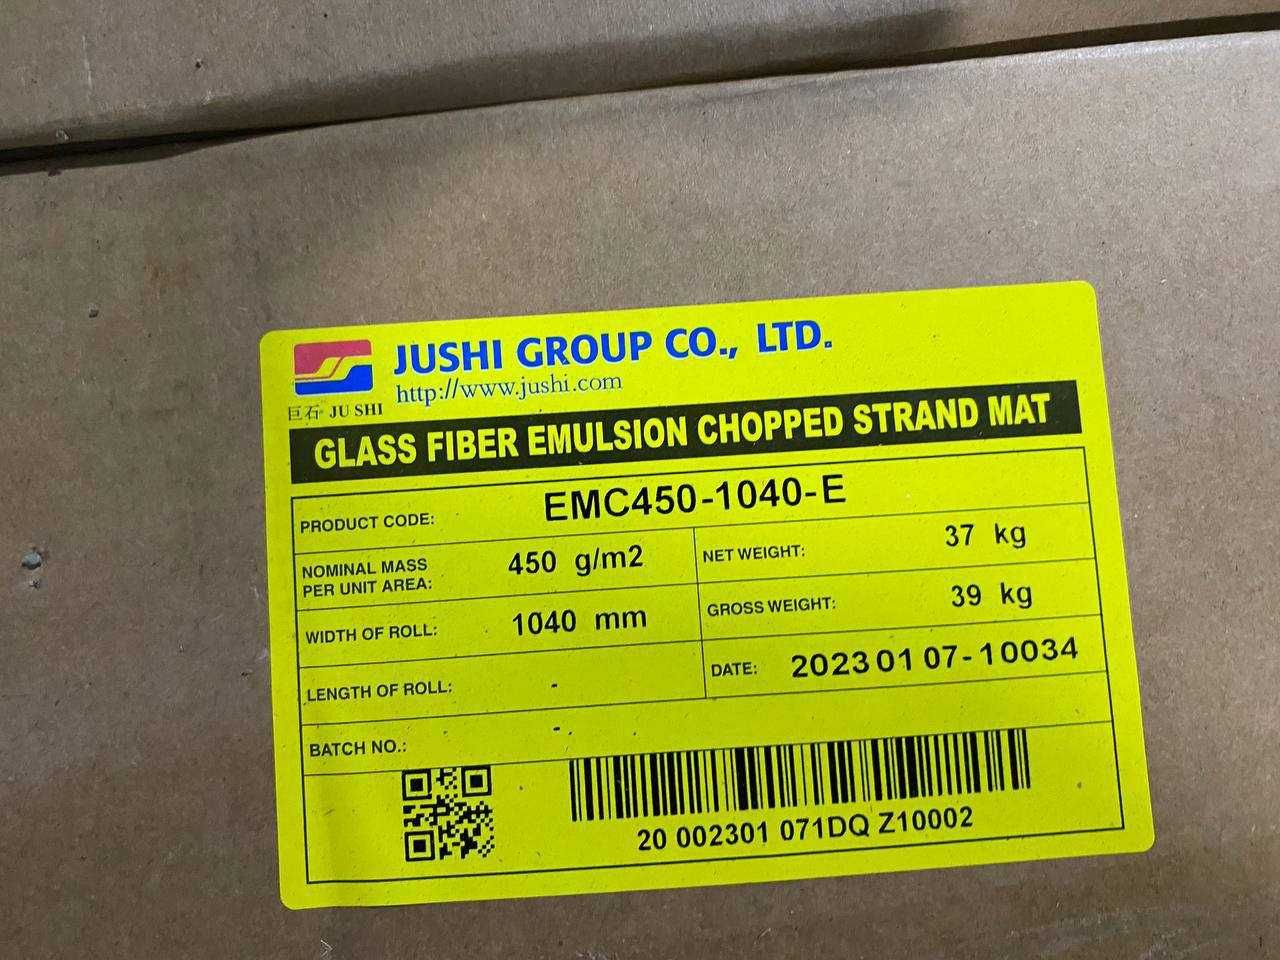 JUSHI GROUP CO., LTD.
http://www.jushi.com
巨石 JU SHI
GLASS FIBER EMULSION CHOPPED STRAND MAT
PRODUCT CODE: EMC450-1040-E
NOMINAL MASS PER UNIT AREA: 450 g/m2
NET WEIGHT: 37 kg
WIDTH OF ROLL: 1040 mm
GROSS WEIGHT: 39 kg
LENGTH OF ROLL: -
DATE: 2023 01 07-10034
BATCH NO.: -
20 002301 071DQ Z10002